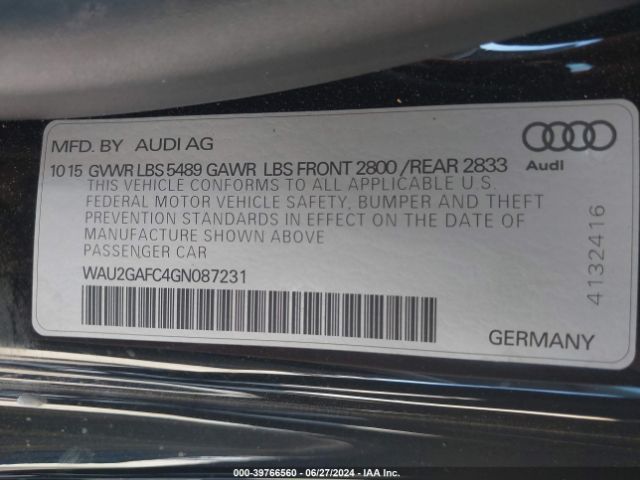 MFD. BY AUDI AG
Audi
10 15 GVWR LBS 5489 GAWR LBS FRONT 2800 /REAR 2833
THIS VEHICLE CONFORMS TO ALL APPLICABLE U.S.
FEDERAL MOTOR VEHICLE SAFETY, BUMPER AND THEFT
PREVENTION STANDARDS IN EFFECT ON THE DATE OF
MANUFACTURE SHOWN ABOVE
PASSENGER CAR
WAU2GAFC4GN087231
4132416
GERMANY
000-39766560 - 06/27/2024 - IAA Inc.